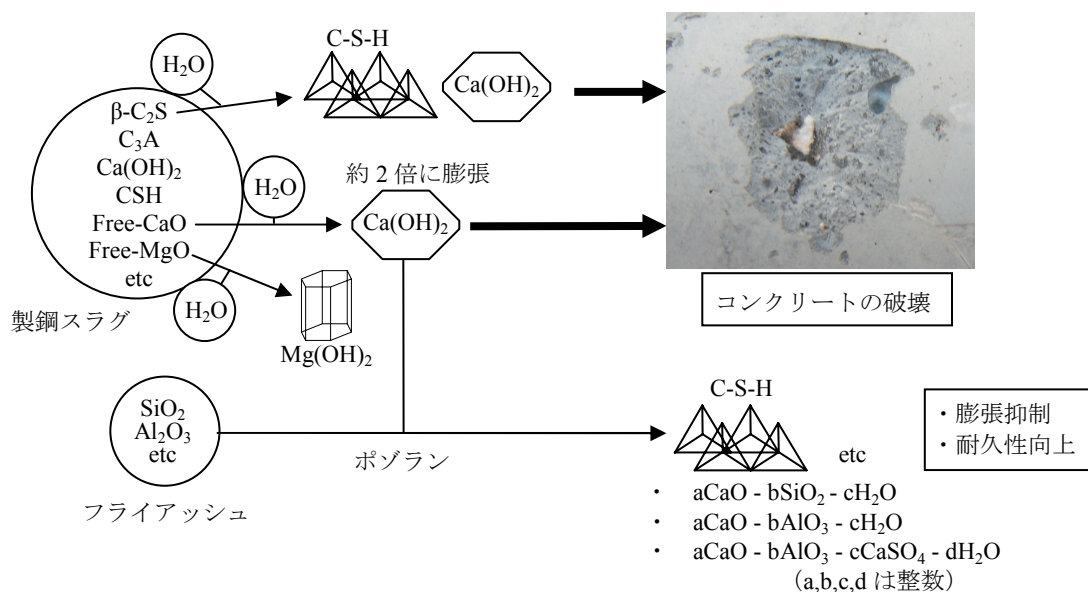 H₂O
C-S-H
Ca(OH)₂
β-C₂S
C₃A
Ca(OH)₂
CSH
Free-CaO
Free-MgO
etc
H₂O
約 2 倍に膨張
Ca(OH)₂
H₂O
製鋼スラグ
Mg(OH)₂
コンクリートの破壊
SiO₂
Al₂O₃
etc
フライアッシュ
ポゾラン
C-S-H
etc
・膨張抑制
・耐久性向上
・ aCaO - bSiO₂ - cH₂O
・ aCaO - bAlO₃ - cH₂O
・ aCaO - bAlO₃ - cCaSO₄ - dH₂O
(a,b,c,d は整数)